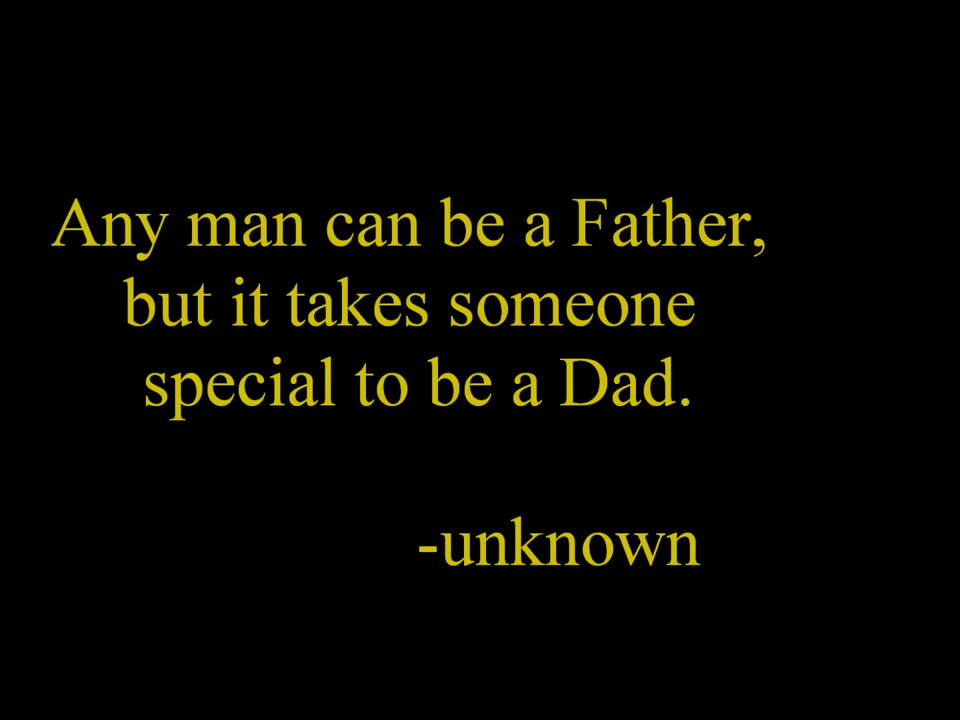 Any man can be a Father,
but it takes someone
special to be a Dad.
-unknown